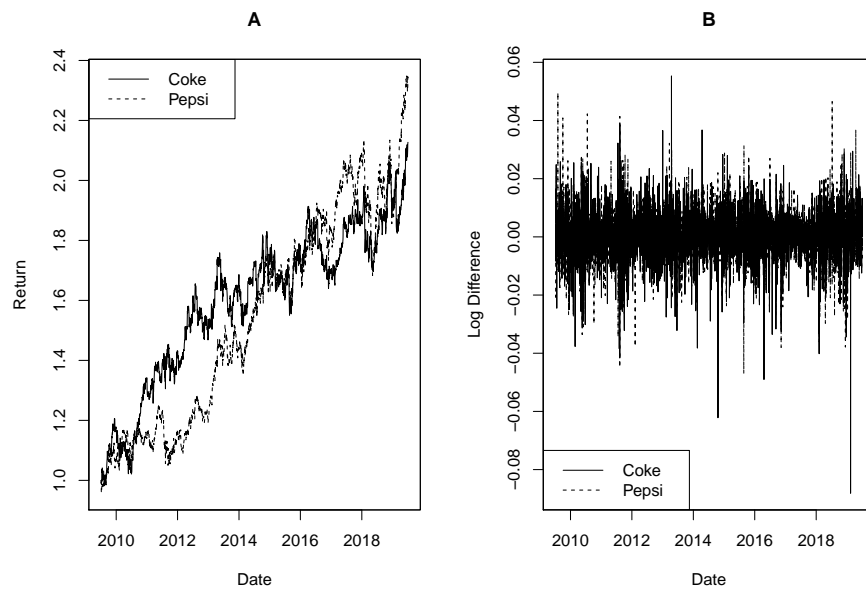 A
Return
1.0 1.2 1.4 1.6 1.8 2.0 2.2 2.4
Coke
Pepsi
2010 2012 2014 2016 2018
Date
B
Log Difference
−0.08 −0.06 −0.04 −0.02 0.00 0.02 0.04 0.06
Coke
Pepsi
2010 2012 2014 2016 2018
Date